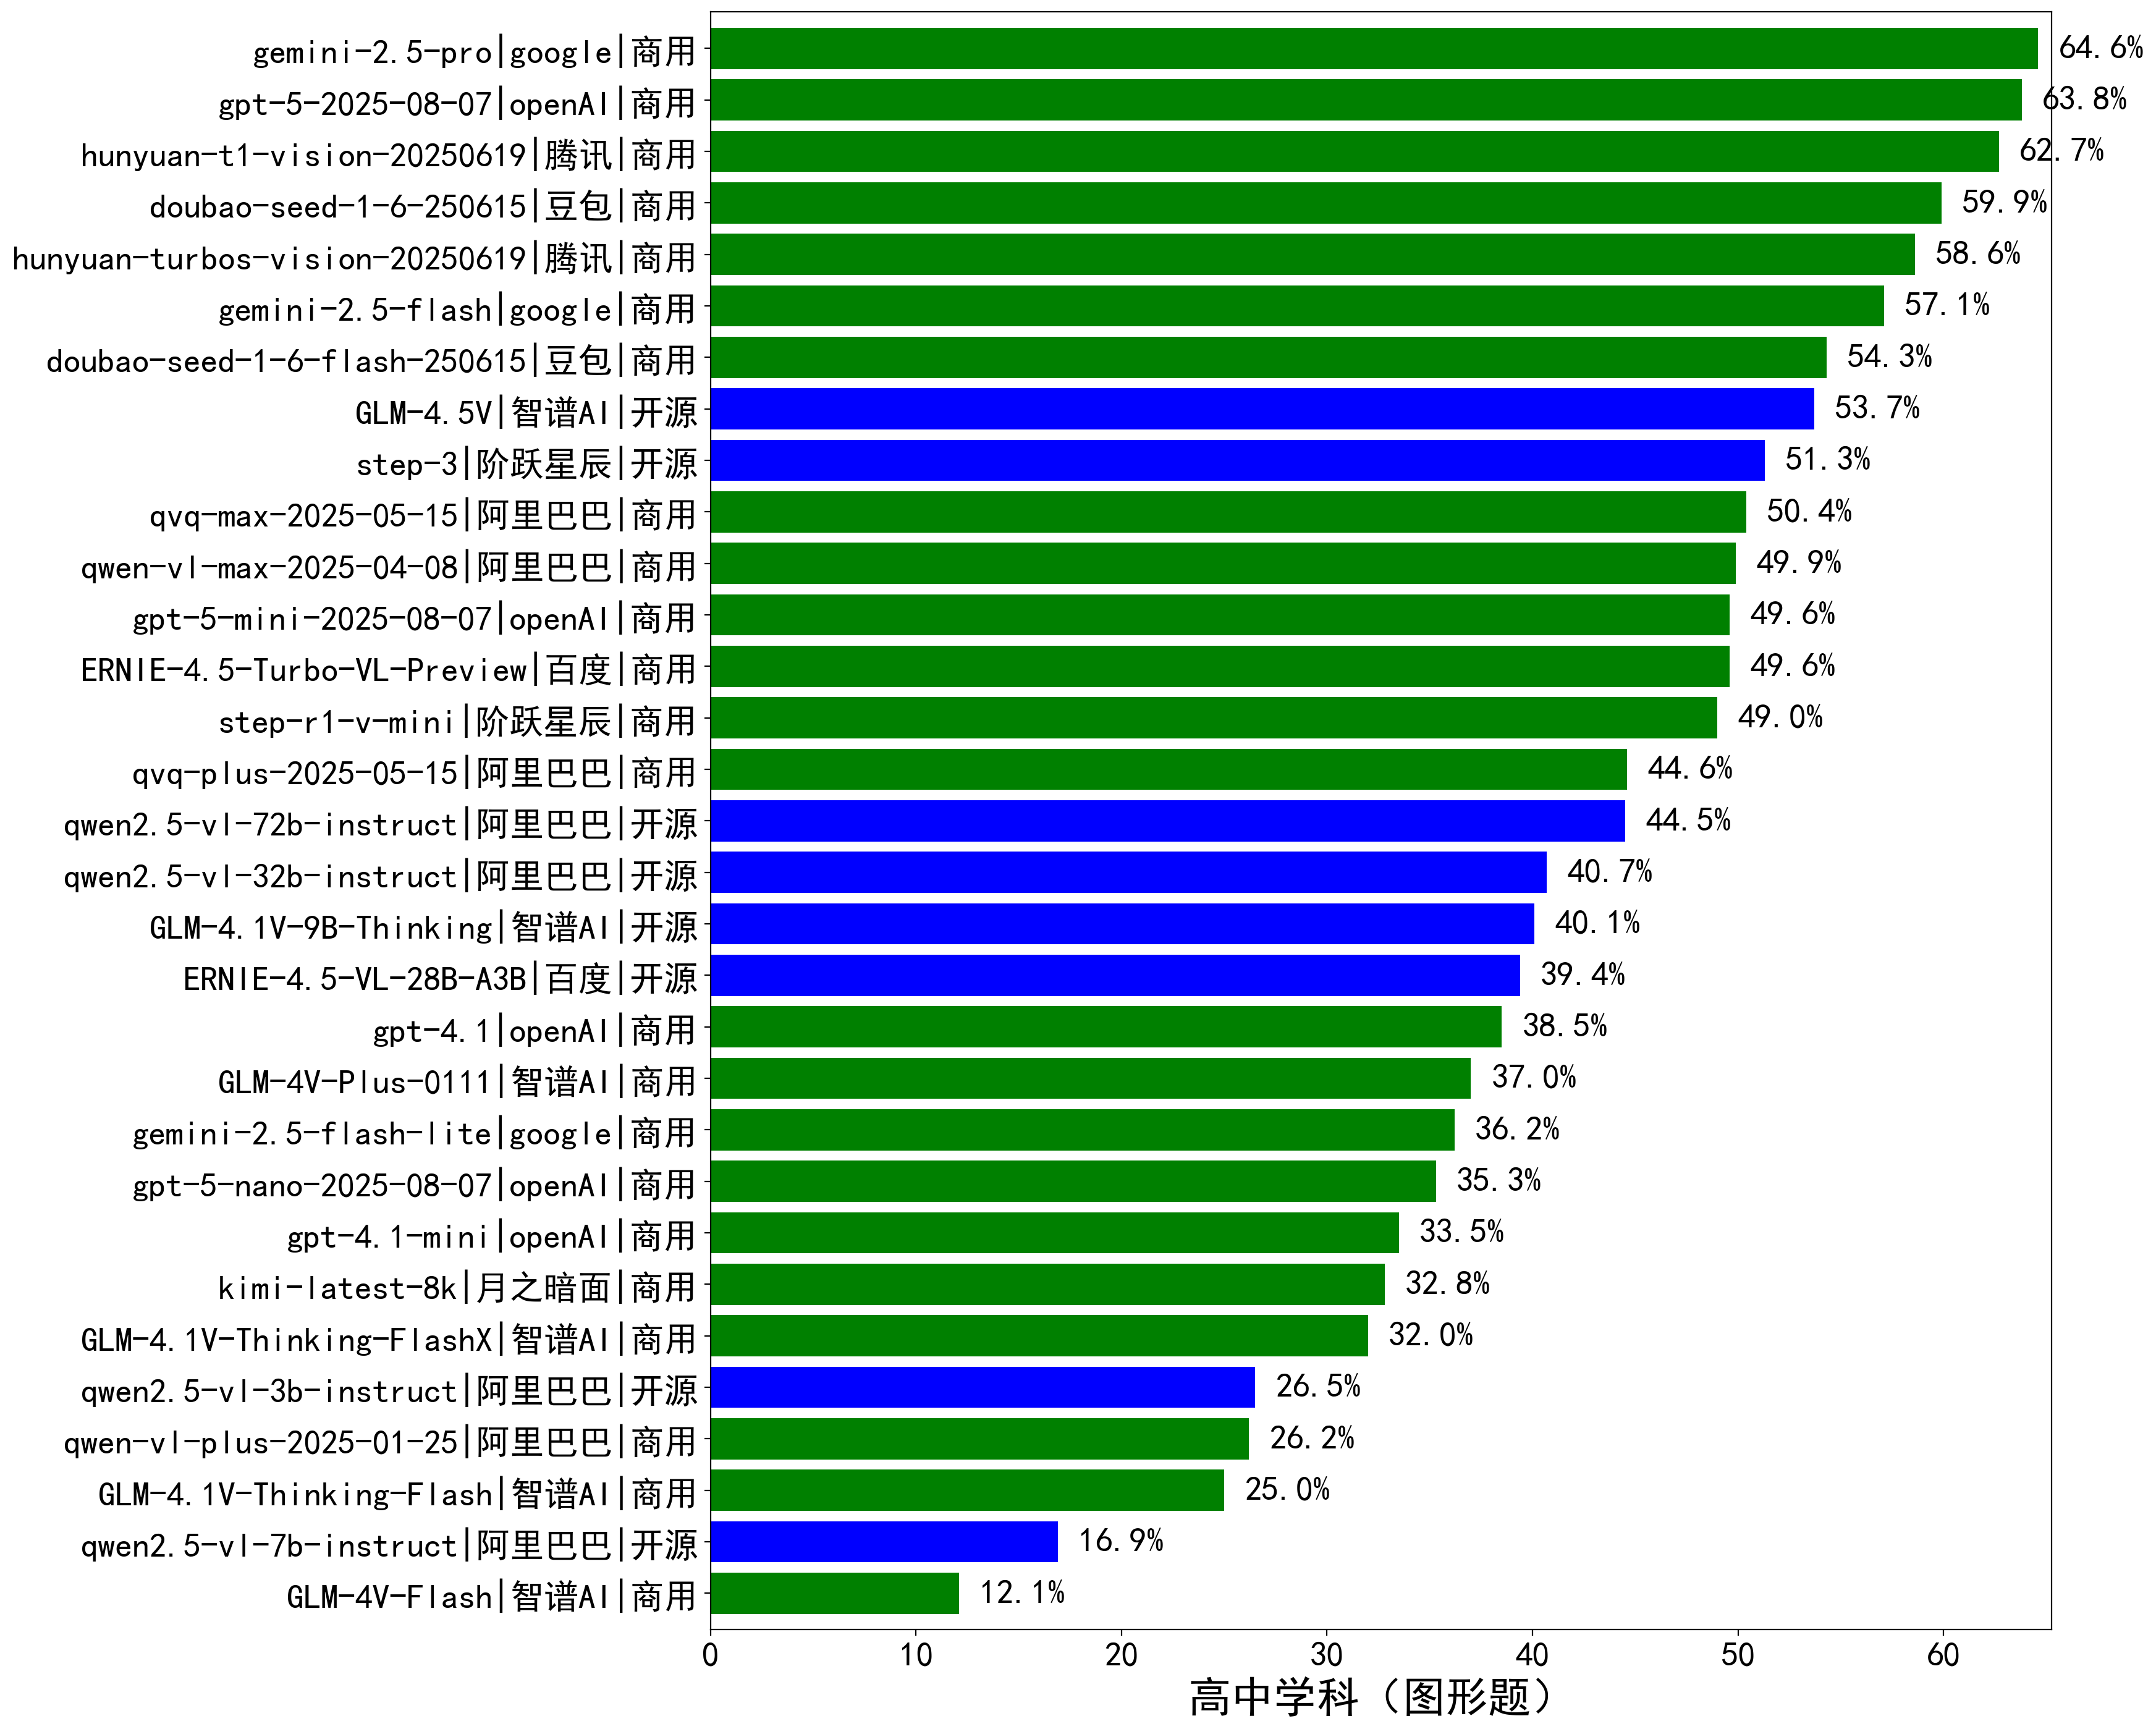 gemini-2.5-pro|google|商用 64.6%
gpt-5-2025-08-07|openAI|商用 63.8%
hunyuan-t1-vision-20250619|腾讯|商用 62.7%
doubao-seed-1-6-250615|豆包|商用 59.9%
hunyuan-turbos-vision-20250619|腾讯|商用 58.6%
gemini-2.5-flash|google|商用 57.1%
doubao-seed-1-6-flash-250615|豆包|商用 54.3%
GLM-4.5V|智谱AI|开源 53.7%
step-3|阶跃星辰|开源 51.3%
qvq-max-2025-05-15|阿里巴巴|商用 50.4%
qwen-vl-max-2025-04-08|阿里巴巴|商用 49.9%
gpt-5-mini-2025-08-07|openAI|商用 49.6%
ERNIE-4.5-Turbo-VL-Preview|百度|商用 49.6%
step-r1-v-mini|阶跃星辰|商用 49.0%
qvq-plus-2025-05-15|阿里巴巴|商用 44.6%
qwen2.5-vl-72b-instruct|阿里巴巴|开源 44.5%
qwen2.5-vl-32b-instruct|阿里巴巴|开源 40.7%
GLM-4.1V-9B-Thinking|智谱AI|开源 40.1%
ERNIE-4.5-VL-28B-A3B|百度|开源 39.4%
gpt-4.1|openAI|商用 38.5%
GLM-4V-Plus-0111|智谱AI|商用 37.0%
gemini-2.5-flash-lite|google|商用 36.2%
gpt-5-nano-2025-08-07|openAI|商用 35.3%
gpt-4.1-mini|openAI|商用 33.5%
kimi-latest-8k|月之暗面|商用 32.8%
GLM-4.1V-Thinking-FlashX|智谱AI|商用 32.0%
qwen2.5-vl-3b-instruct|阿里巴巴|开源 26.5%
qwen-vl-plus-2025-01-25|阿里巴巴|商用 26.2%
GLM-4.1V-Thinking-Flash|智谱AI|商用 25.0%
qwen2.5-vl-7b-instruct|阿里巴巴|开源 16.9%
GLM-4V-Flash|智谱AI|商用 12.1%
0 10 20 30 40 50 60
高中学科（图形题）